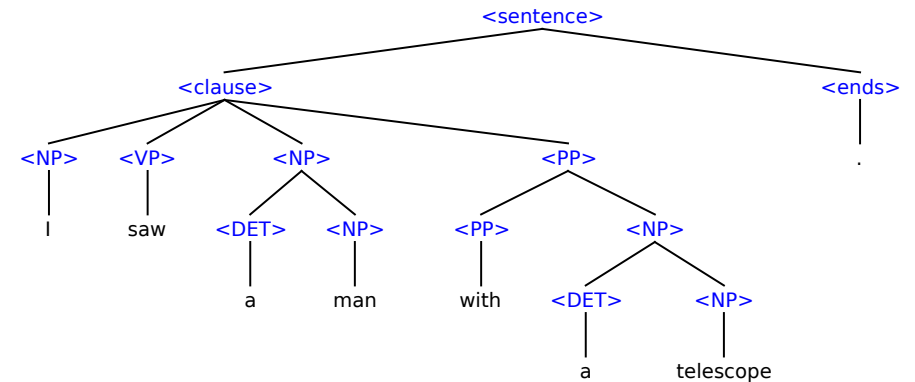 <sentence>
<clause> <ends>
<NP> <VP> <NP> <PP> .
I saw <DET> <NP> <PP> <NP>
a man with <DET> <NP>
a telescope